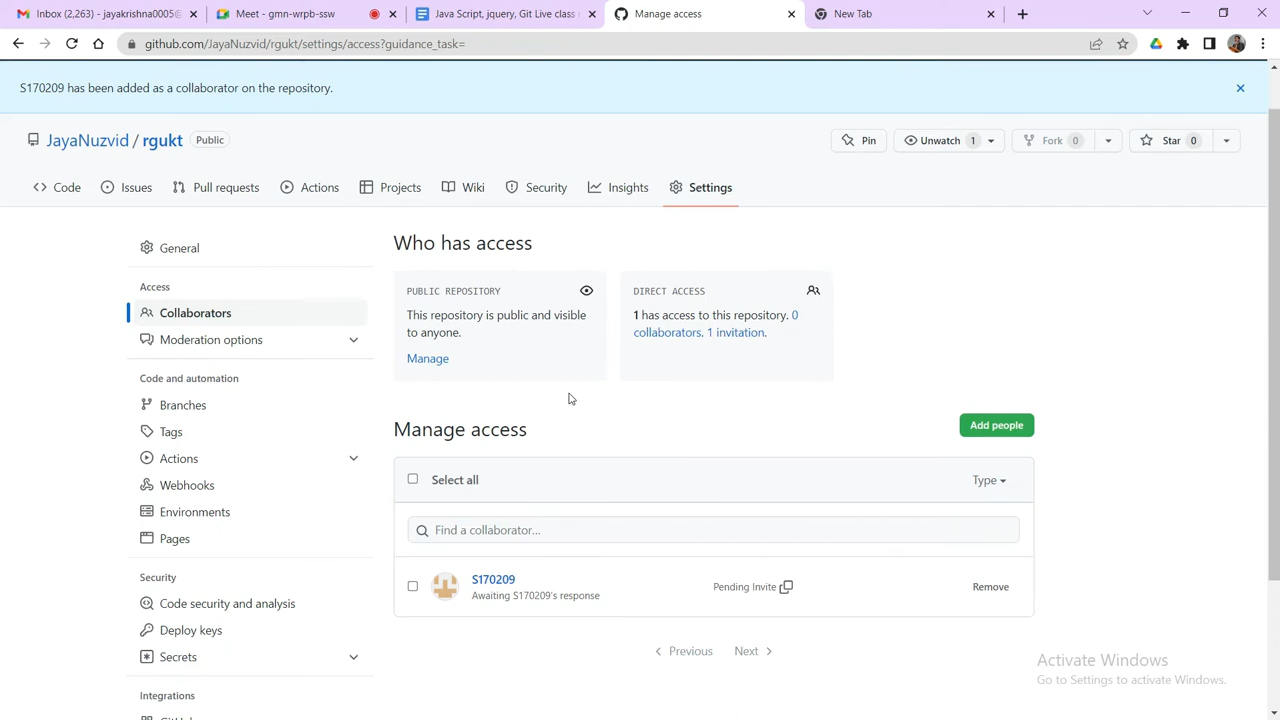 Inbox (2,263) - jayakrishna0005@
Meet - gmn-wrpb-ssw
Java Script, jquery, Git Live class
Manage access
New Tab
github.com/JayaNuzvid/rgukt/settings/access?guidance_task=
S170209 has been added as a collaborator on the repository.
JayaNuzvid / rgukt Public
Pin
Unwatch 1
Fork 0
Star 0
Code
Issues
Pull requests
Actions
Projects
Wiki
Security
Insights
Settings
General
Access
Collaborators
Moderation options
Code and automation
Branches
Tags
Actions
Webhooks
Environments
Pages
Security
Code security and analysis
Deploy keys
Secrets
Integrations
Who has access
PUBLIC REPOSITORY
This repository is public and visible
to anyone.
Manage
DIRECT ACCESS
1 has access to this repository. 0
collaborators. 1 invitation.
Manage access
Add people
Select all
Type
Find a collaborator...
S170209
Awaiting S170209's response
Pending Invite
Remove
Previous
Next
Activate Windows
Go to Settings to activate Windows.